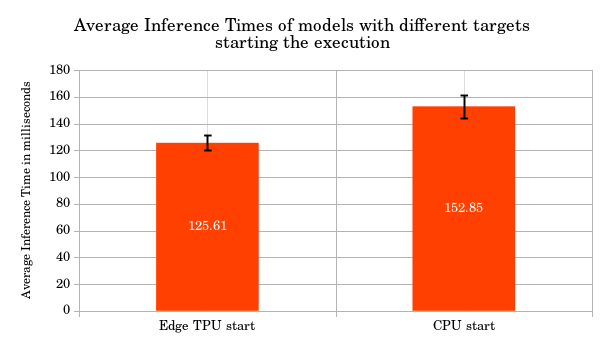 Average Inference Times of models with different targets
starting the execution
Average Inference Time in milliseconds
180
160
140
120
100
80
60
40
20
0
125.61
152.85
Edge TPU start
CPU start